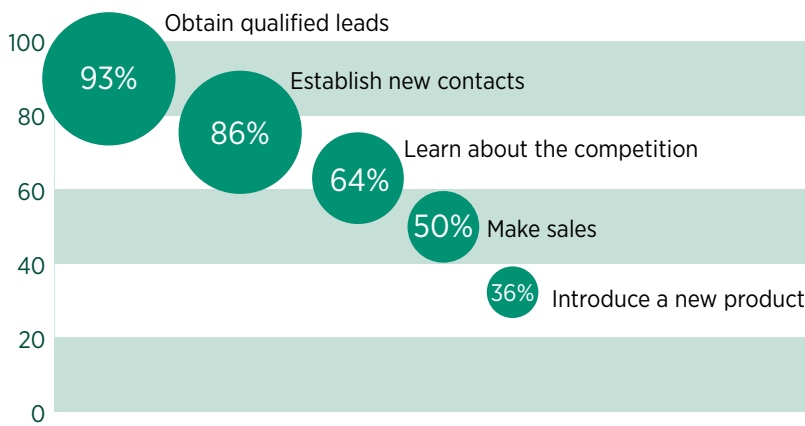 Obtain qualified leads
100
93%
Establish new contacts
80
86%
Learn about the competition
64%
60
50%
Make sales
40
36%
Introduce a new product
20
0